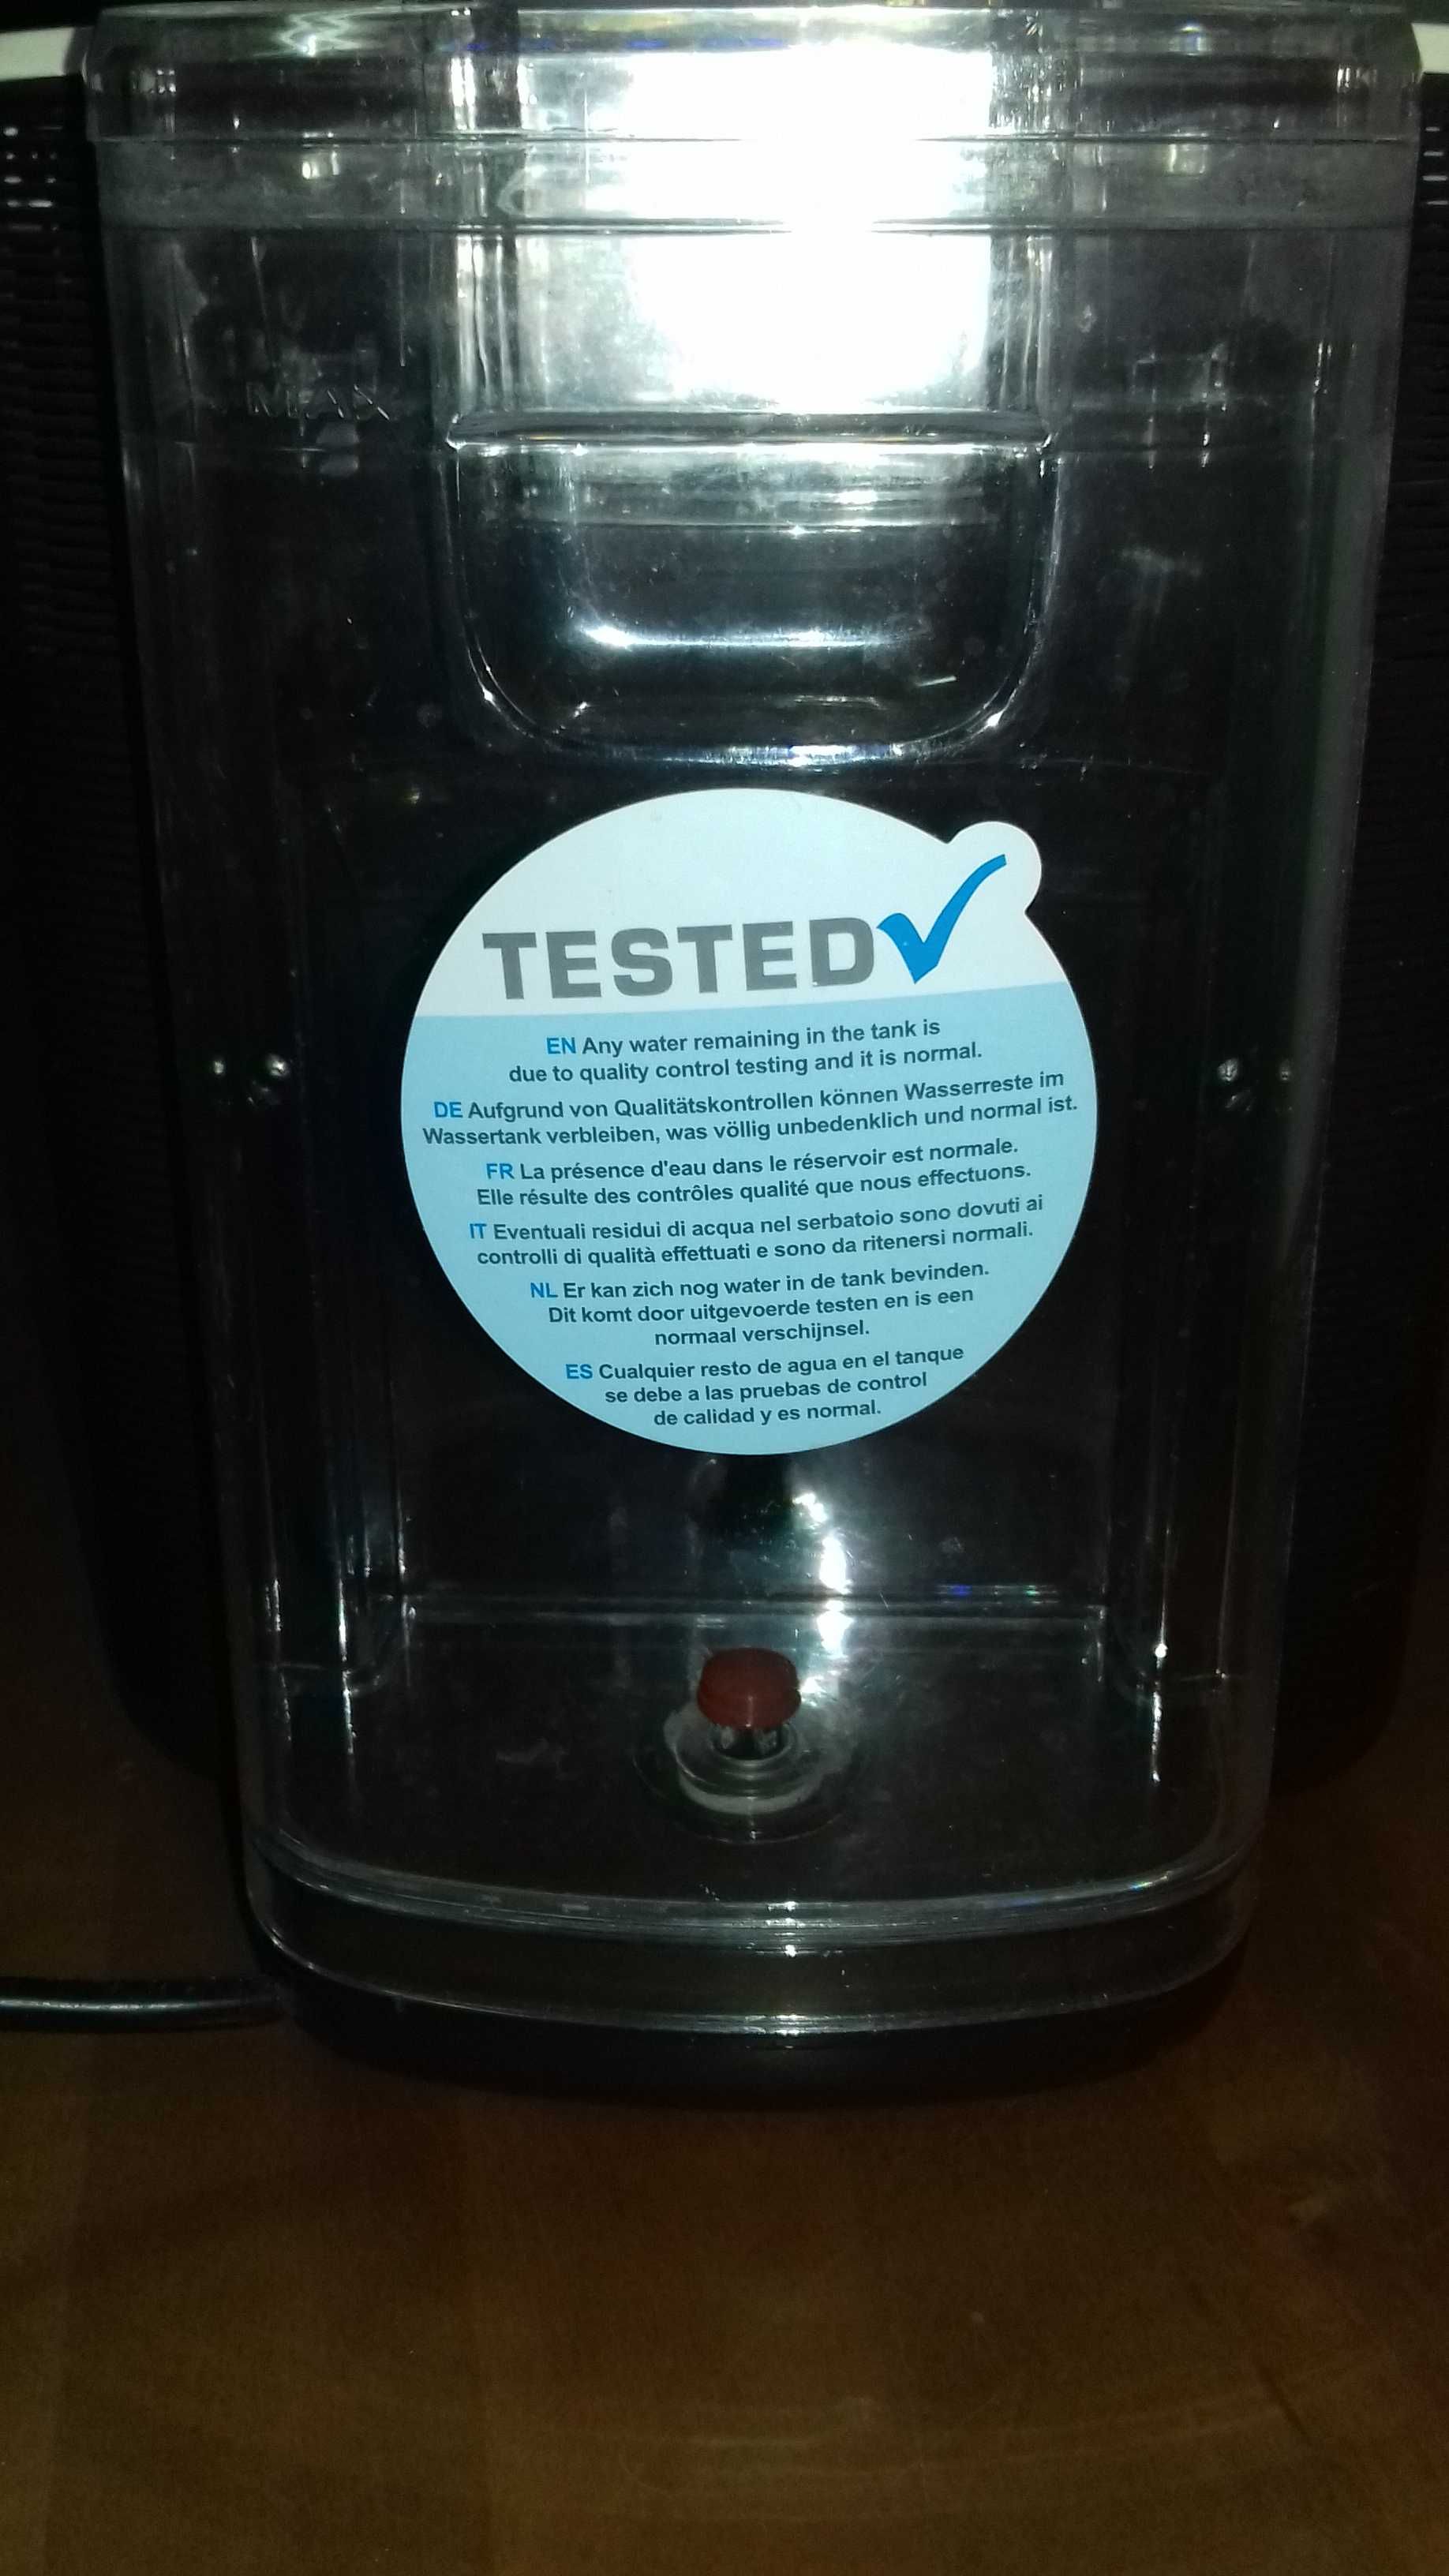 MAX
TESTED
EN Any water remaining in the tank is
due to quality control testing and it is normal.
DE Aufgrund von Qualitätskontrollen können Wasserreste im
Wassertank verbleiben, was völlig unbedenklich und normal ist.
FR La présence d'eau dans le réservoir est normale.
Elle résulte des contrôles qualité que nous effectuons.
IT Eventuali residui di acqua nel serbatoio sono dovuti ai
controlli di qualità effettuati e sono da ritenersi normali.
NL Er kan zich nog water in de tank bevinden.
Dit komt door uitgevoerde testen en is een
normaal verschijnsel.
ES Cualquier resto de agua en el tanque
se debe a las pruebas de control
de calidad y es normal.